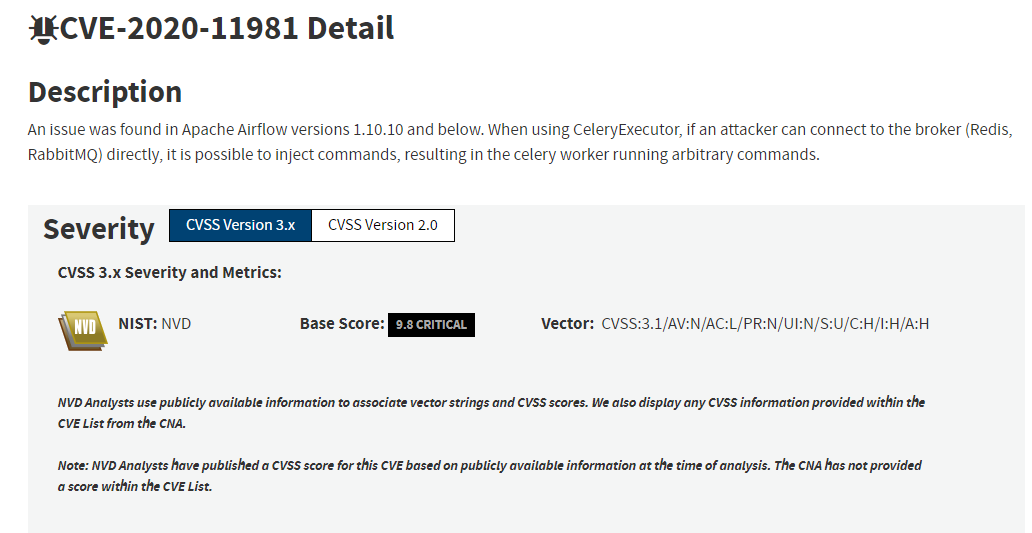 CVE-2020-11981 Detail
Description
An issue was found in Apache Airflow versions 1.10.10 and below. When using CeleryExecutor, if an attacker can connect to the broker (Redis,
RabbitMQ) directly, it is possible to inject commands, resulting in the celery worker running arbitrary commands.
Severity CVSS Version 3.x CVSS Version 2.0
CVSS 3.x Severity and Metrics:
NVD NIST: NVD Base Score: 9.8 CRITICAL Vector: CVSS:3.1/AV:N/AC:L/PR:N/UI:N/S:U/C:H/I:H/A:H
NVD Analysts use publicly available information to associate vector strings and CVSS scores. We also display any CVSS information provided within the
CVE List from the CNA.
Note: NVD Analysts have published a CVSS score for this CVE based on publicly available information at the time of analysis. The CNA has not provided
a score within the CVE List.